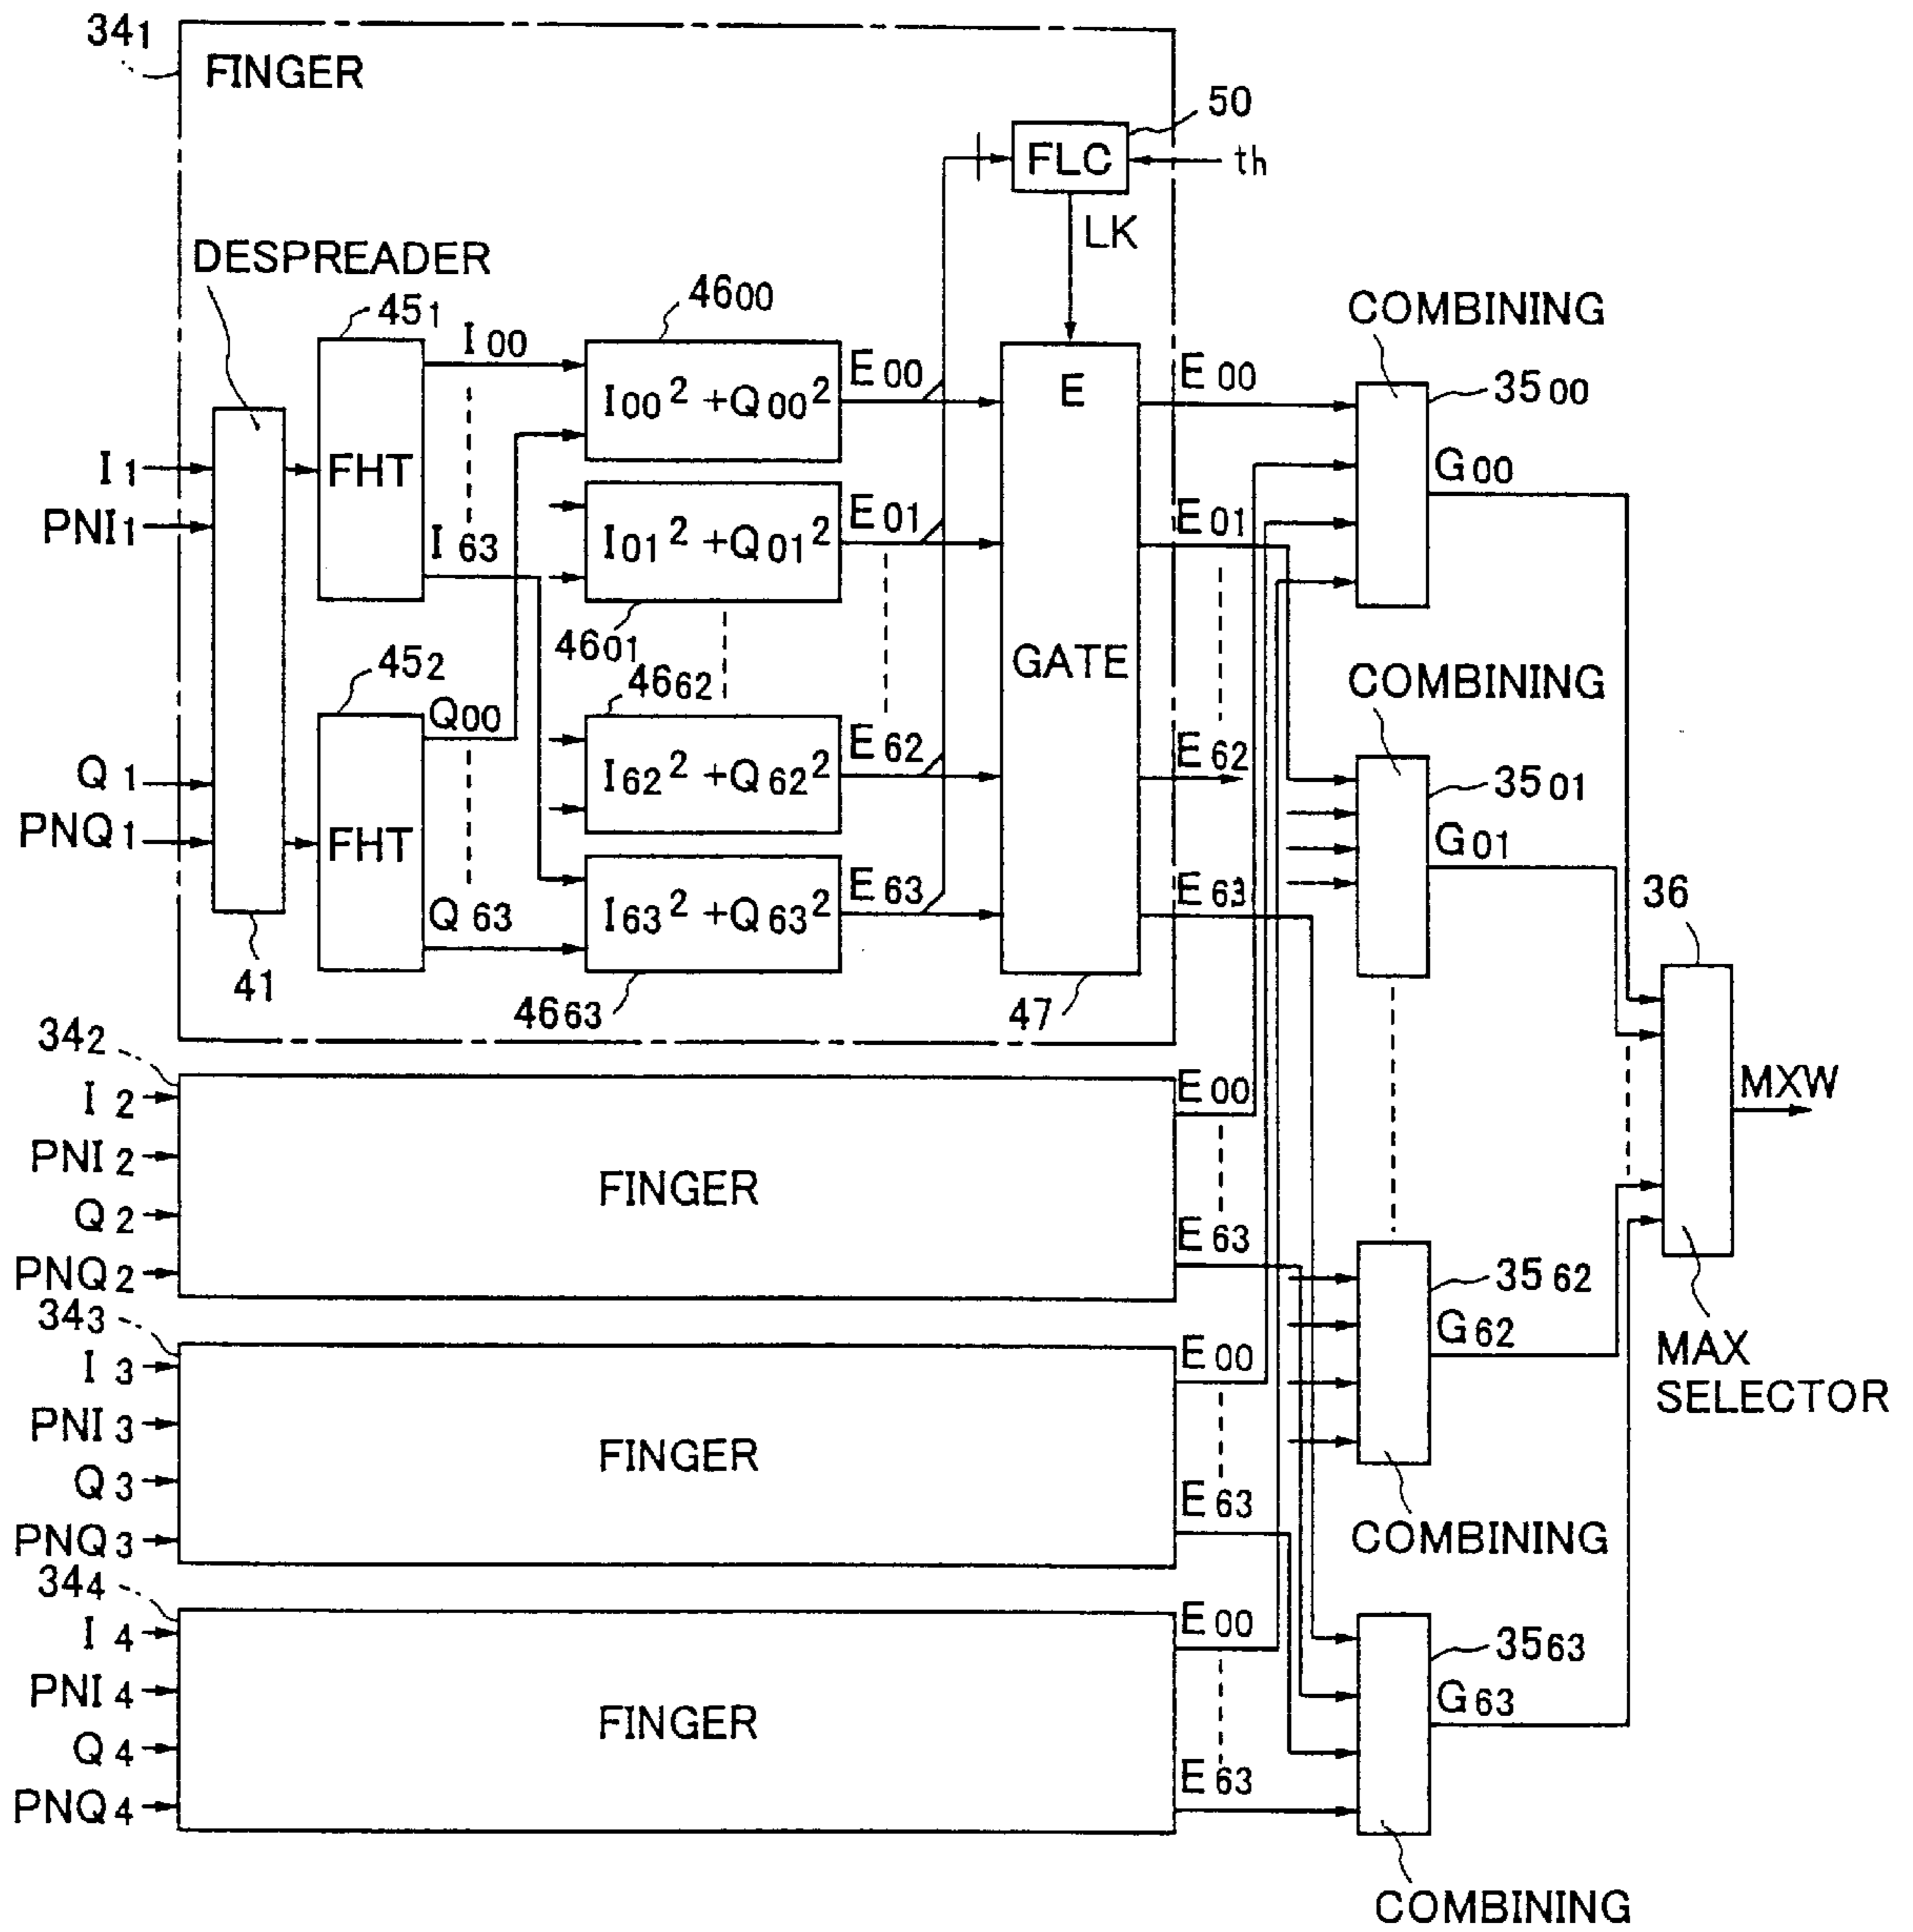 34₁
FINGER
50
FLC
th
LK
DESPREADER
45₁
I₀₀
46₀₀
I₀₀² +Q₀₀²
E₀₀
E
E₀₀
COMBINING
35₀₀
G₀₀
I₁
PNI₁
FHT
I₆₃
I₀₁² +Q₀₁²
E₀₁
E₀₁
46₀₁
GATE
COMBINING
45₂
46₆₂
Q₀₀
I₆₂² +Q₆₂²
E₆₂
E₆₂
35₀₁
G₀₁
Q₁
PNQ₁
FHT
Q₆₃
I₆₃² +Q₆₃²
E₆₃
E₆₃
36
41
46₆₃
47
34₂
I₂
PNI₂
Q₂
PNQ₂
FINGER
E₀₀
E₆₃
MXW
35₆₂
G₆₂
MAX
SELECTOR
34₃
I₃
PNI₃
Q₃
PNQ₃
FINGER
E₀₀
E₆₃
COMBINING
34₄
I₄
PNI₄
Q₄
PNQ₄
FINGER
E₀₀
E₆₃
35₆₃
G₆₃
COMBINING